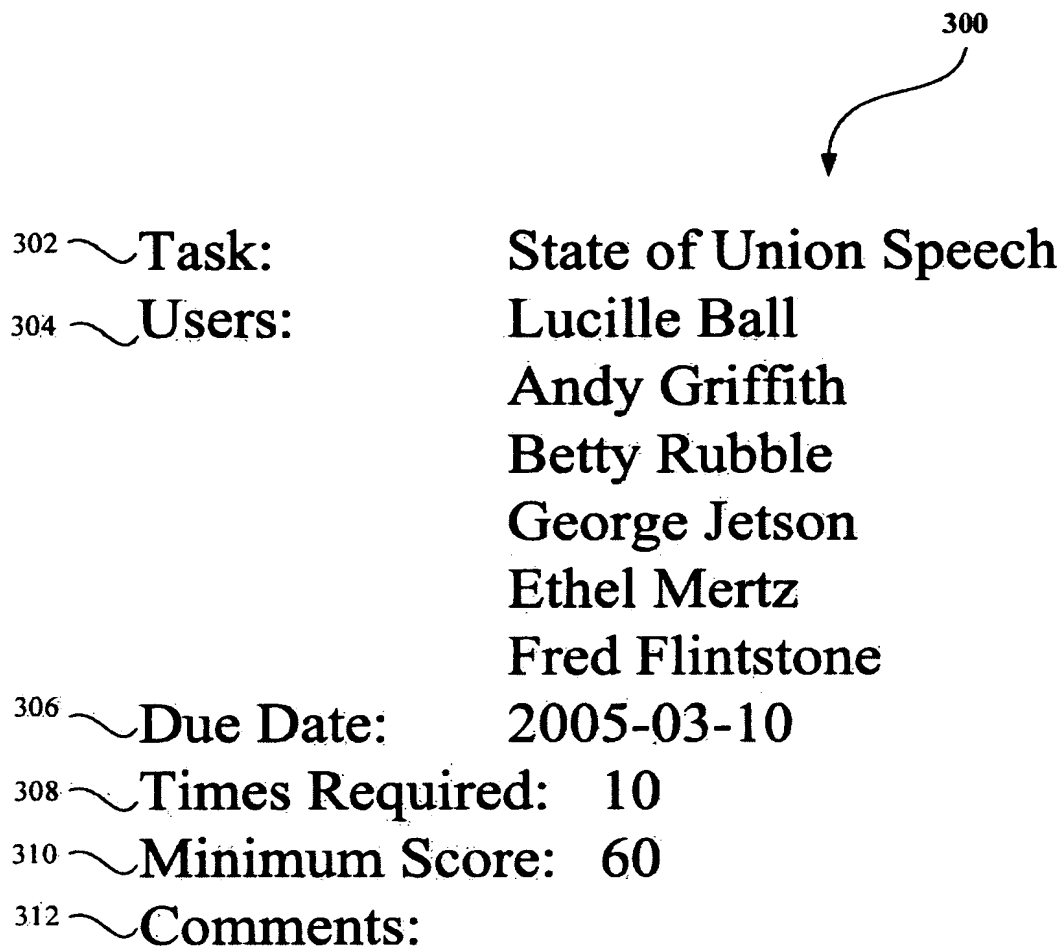 300
302 Task: State of Union Speech
304 Users: Lucille Ball
Andy Griffith
Betty Rubble
George Jetson
Ethel Mertz
Fred Flintstone
306 Due Date: 2005-03-10
308 Times Required: 10
310 Minimum Score: 60
312 Comments: